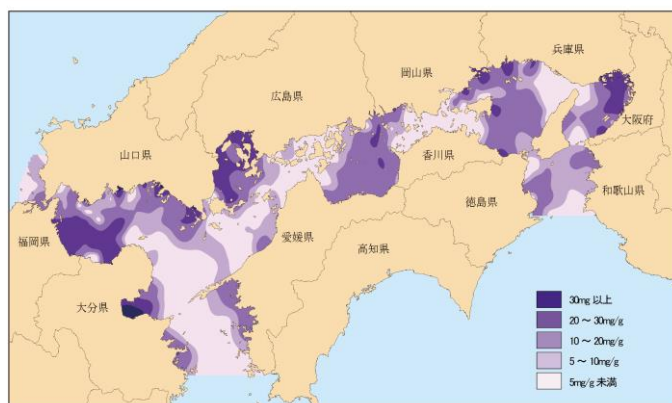 兵庫県
岡山県
広島県
大阪府
山口県
香川県
徳島県
和歌山県
福岡県
愛媛県
高知県
大分県
30mg 以上
20 ～ 30mg/g
10 ～ 20mg/g
5 ～ 10mg/g
5mg/g 未満